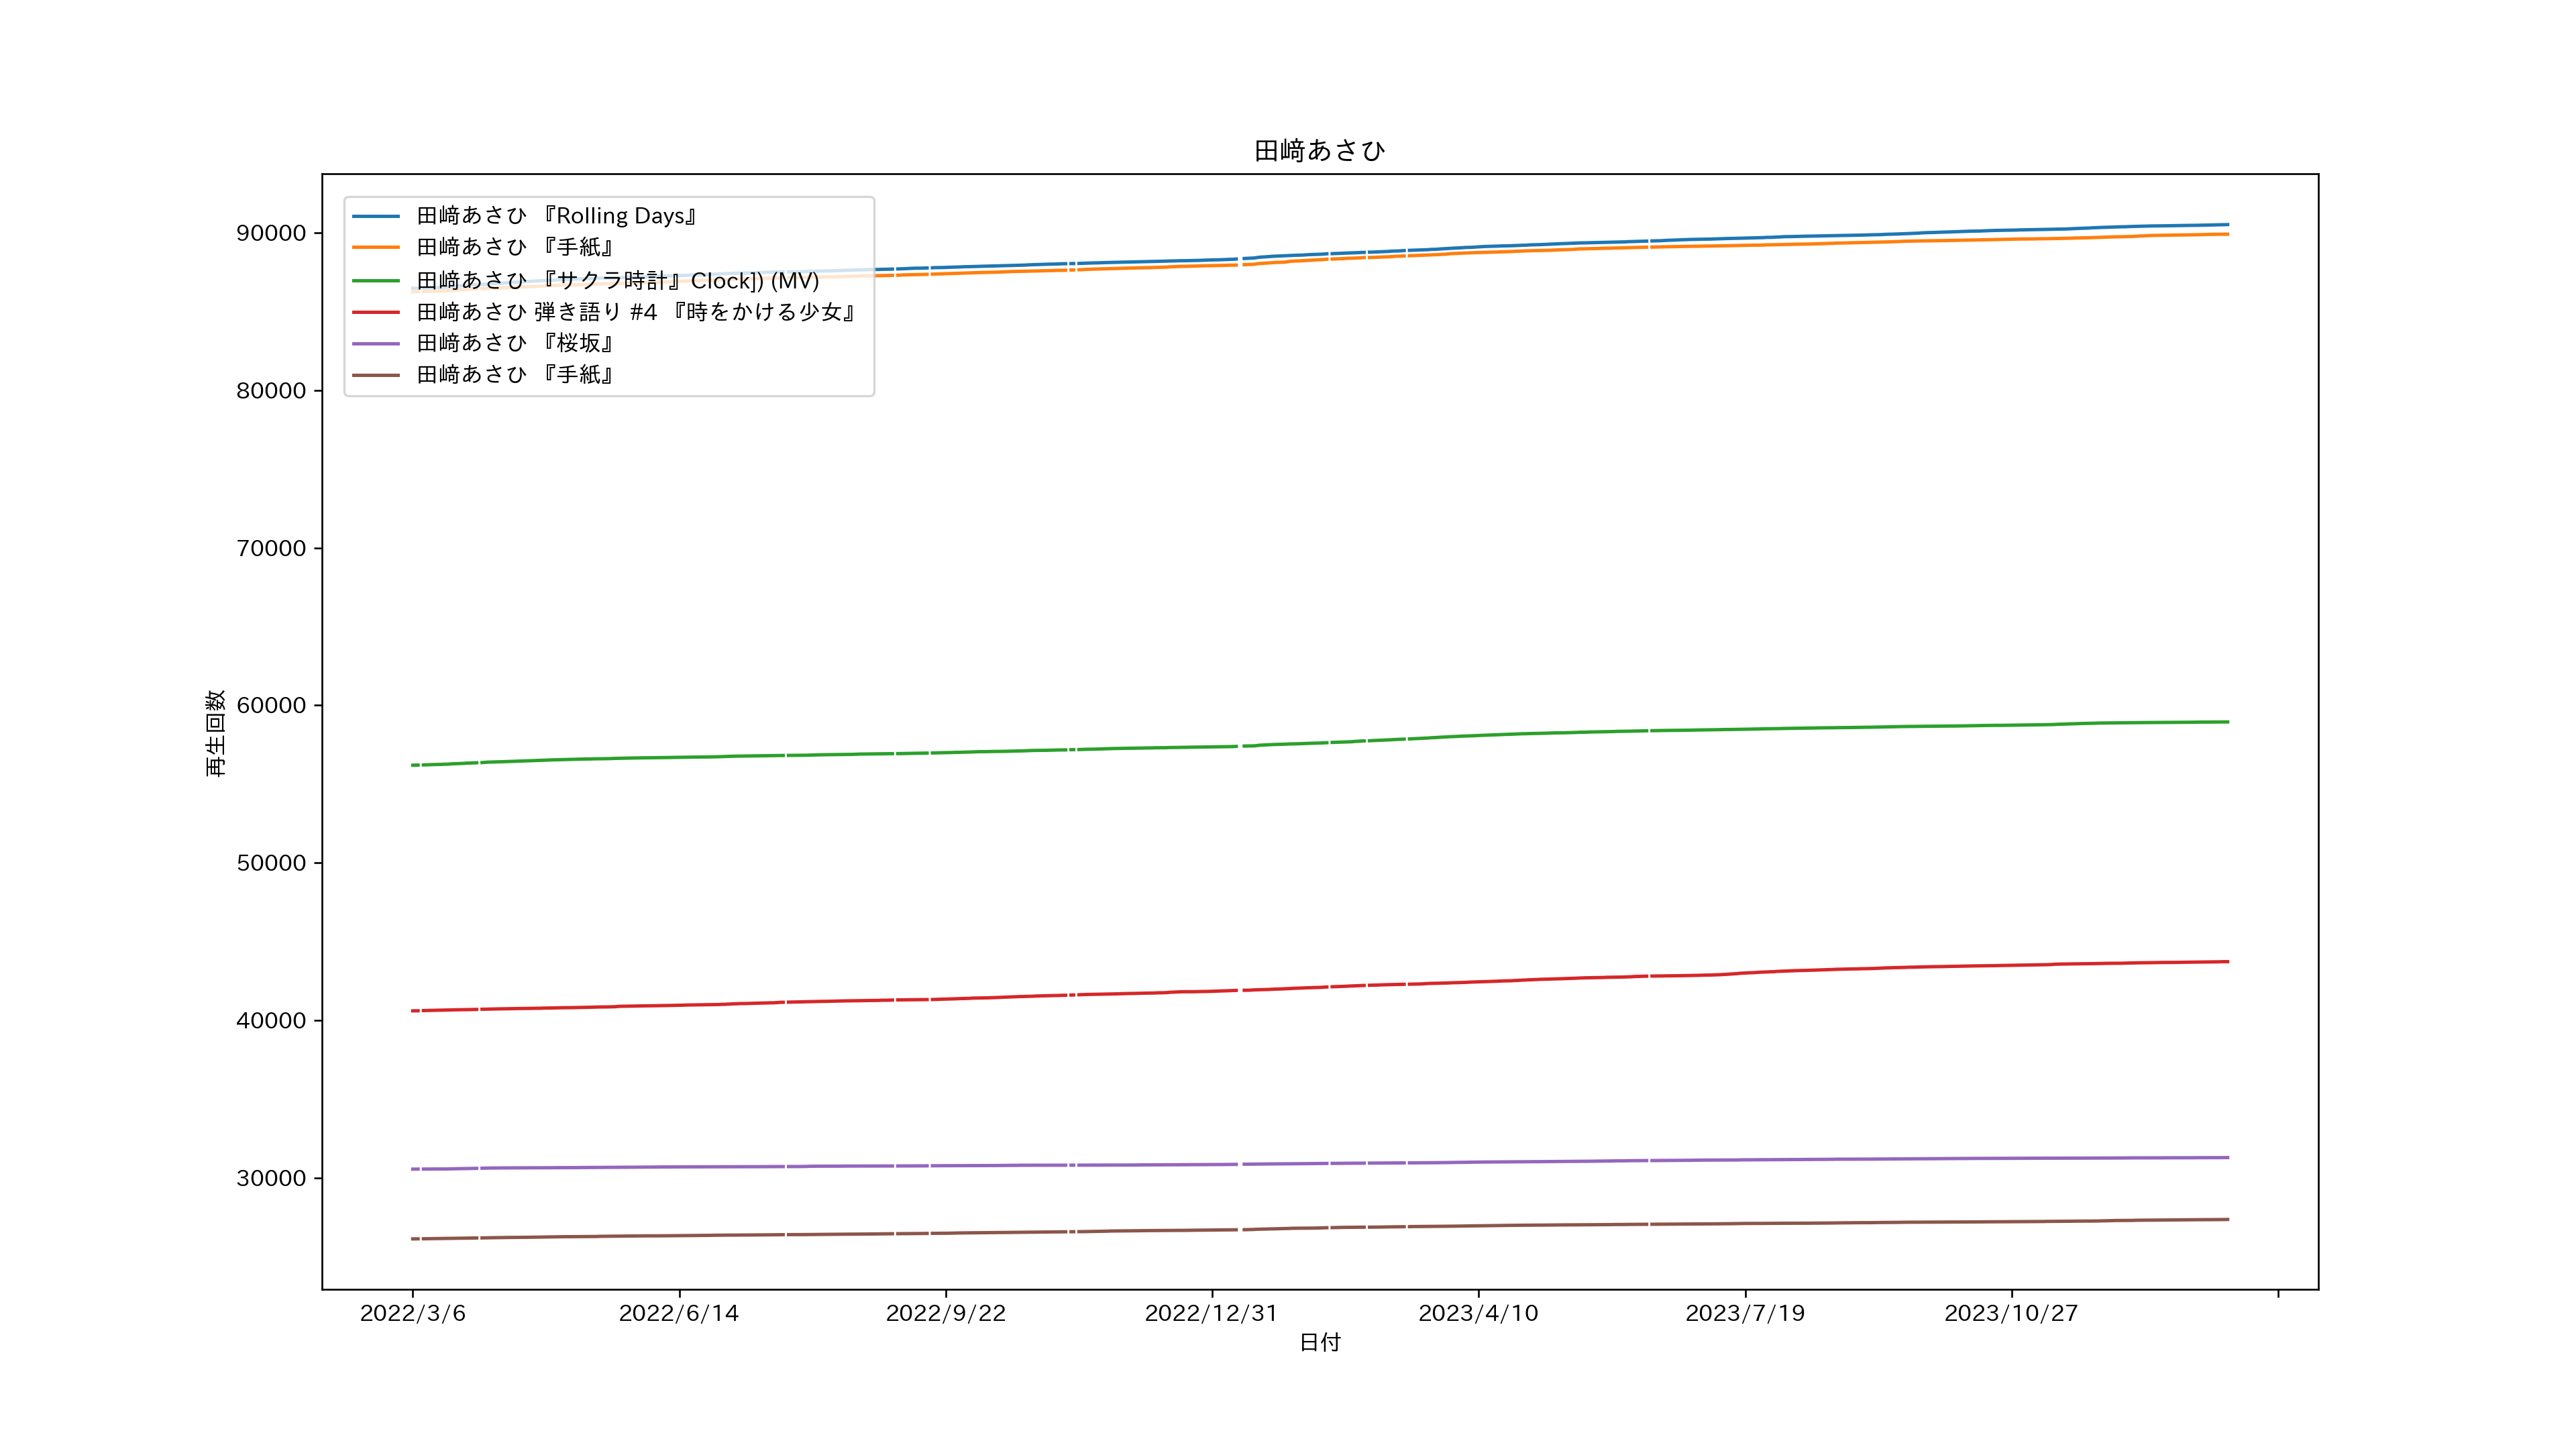 田﨑あさひ
田﨑あさひ 『Rolling Days』
田﨑あさひ 『手紙』
田﨑あさひ 『サクラ時計』Clock]) (MV)
田﨑あさひ 弾き語り #4 『時をかける少女』
田﨑あさひ 『桜坂』
田﨑あさひ 『手紙』
90000
80000
70000
60000
50000
40000
30000
再生回数
2022/3/6 2022/6/14 2022/9/22 2022/12/31 2023/4/10 2023/7/19 2023/10/27
日付